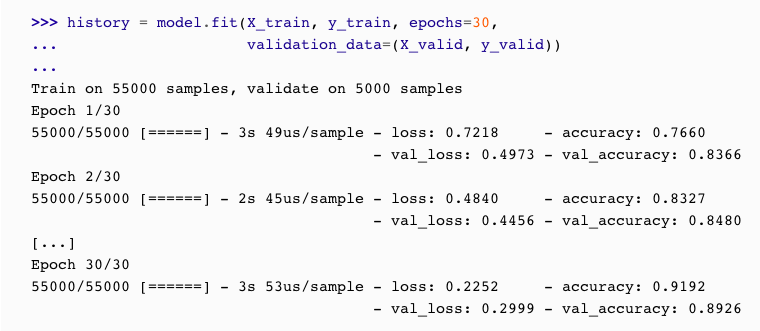 >>> history = model.fit(X_train, y_train, epochs=30,
...                     validation_data=(X_valid, y_valid))
...
Train on 55000 samples, validate on 5000 samples
Epoch 1/30
55000/55000 [======] - 3s 49us/sample - loss: 0.7218     - accuracy: 0.7660
                                      - val_loss: 0.4973 - val_accuracy: 0.8366
Epoch 2/30
55000/55000 [======] - 2s 45us/sample - loss: 0.4840     - accuracy: 0.8327
                                      - val_loss: 0.4456 - val_accuracy: 0.8480
[...]
Epoch 30/30
55000/55000 [======] - 3s 53us/sample - loss: 0.2252     - accuracy: 0.9192
                                      - val_loss: 0.2999 - val_accuracy: 0.8926